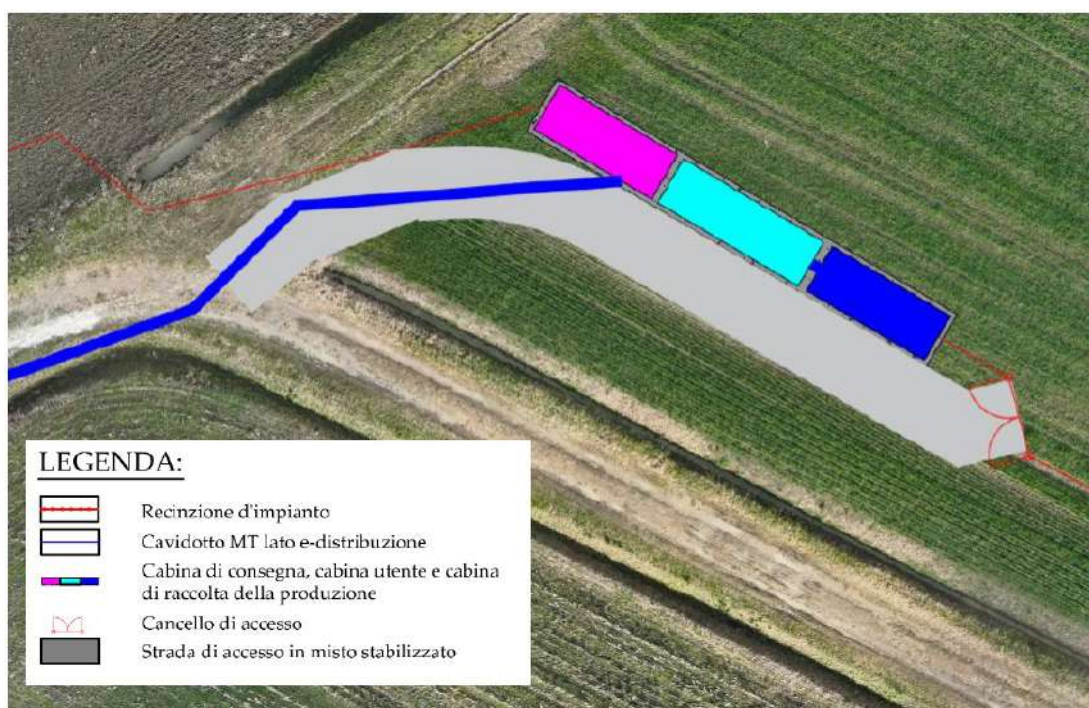 LEGENDA:
Recinzione d'impianto
Cavidotto MT lato e-distribuzione
Cabina di consegna, cabina utente e cabina
di raccolta della produzione
Cancello di accesso
Strada di accesso in misto stabilizzato